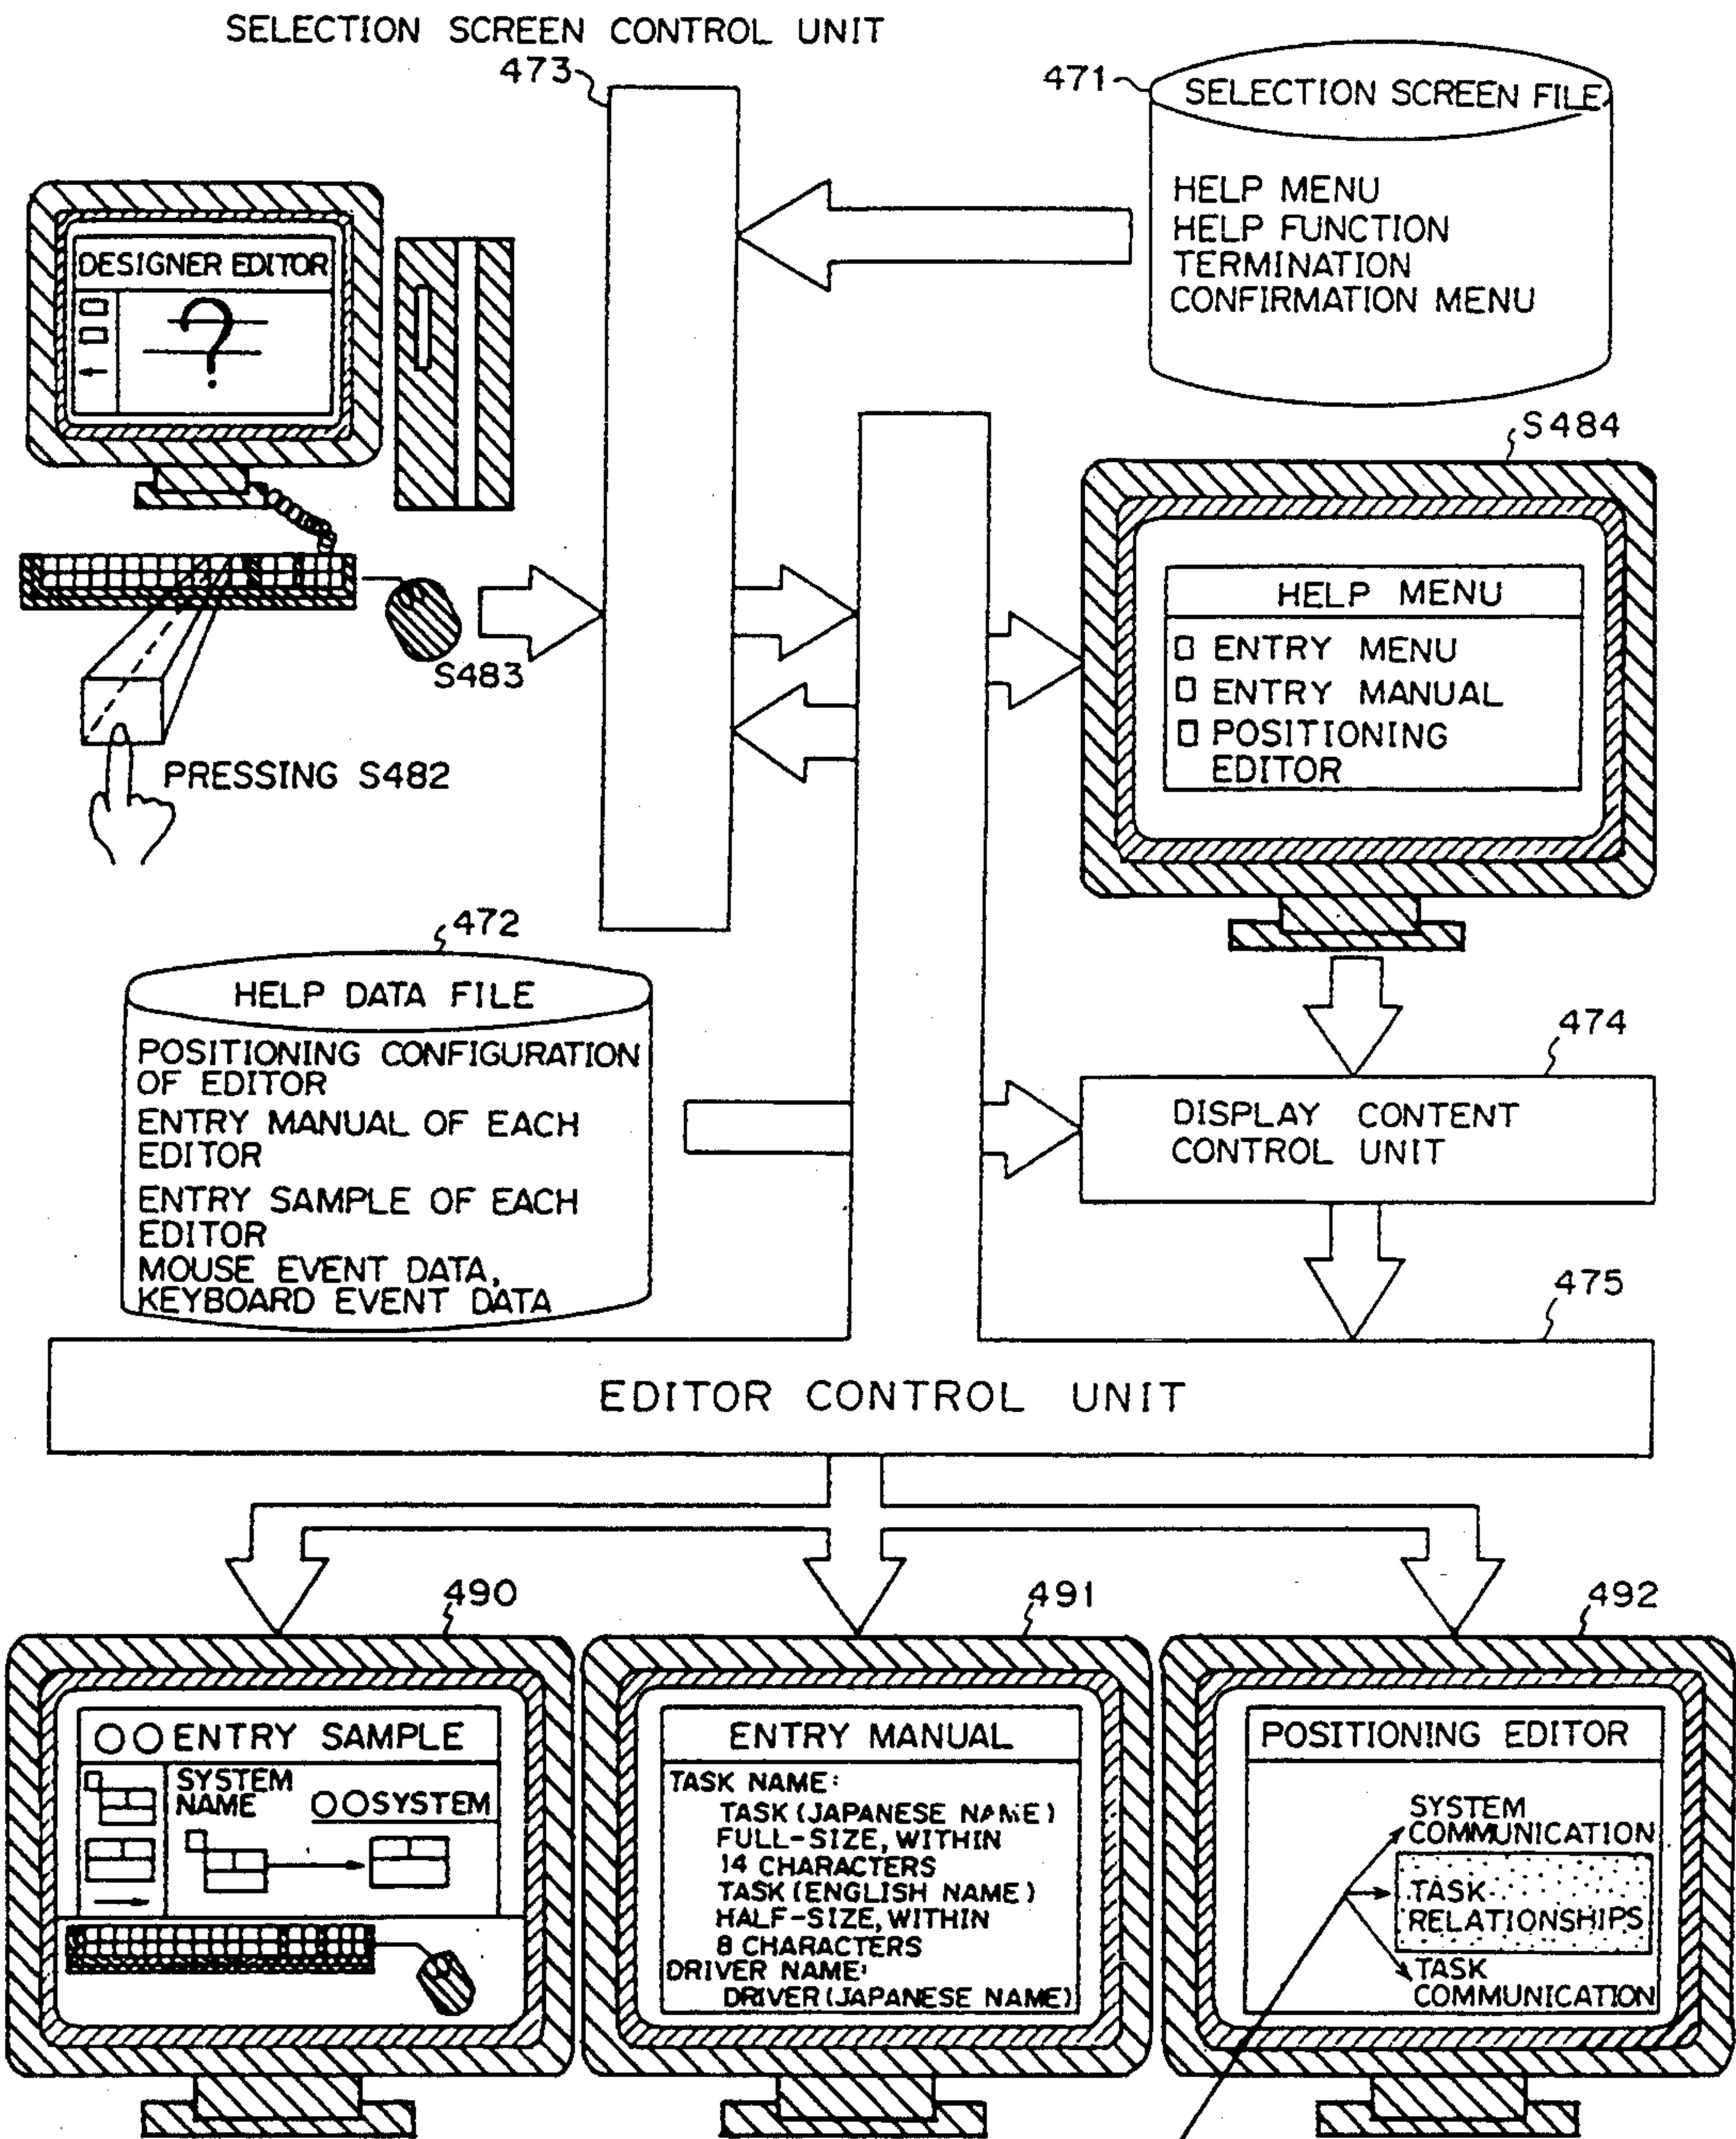 SELECTION SCREEN CONTROL UNIT
473
471
SELECTION SCREEN FILE
HELP MENU
HELP FUNCTION
TERMINATION
CONFIRMATION MENU
DESIGNER EDITOR
?
S483
PRESSING S482
S484
HELP MENU
ENTRY MENU
ENTRY MANUAL
POSITIONING
EDITOR
472
HELP DATA FILE
POSITIONING CONFIGURATION
OF EDITOR
ENTRY MANUAL OF EACH
EDITOR
ENTRY SAMPLE OF EACH
EDITOR
MOUSE EVENT DATA,
KEYBOARD EVENT DATA
474
DISPLAY CONTENT
CONTROL UNIT
475
EDITOR CONTROL UNIT
490
○○ ENTRY SAMPLE
SYSTEM
NAME
○○SYSTEM
491
ENTRY MANUAL
TASK NAME:
TASK (JAPANESE NAME)
FULL-SIZE, WITHIN
14 CHARACTERS
TASK (ENGLISH NAME)
HALF-SIZE, WITHIN
8 CHARACTERS
DRIVER NAME:
DRIVER (JAPANESE NAME)
492
POSITIONING EDITOR
SYSTEM
COMMUNICATION
TASK
RELATIONSHIPS
TASK
COMMUNICATION